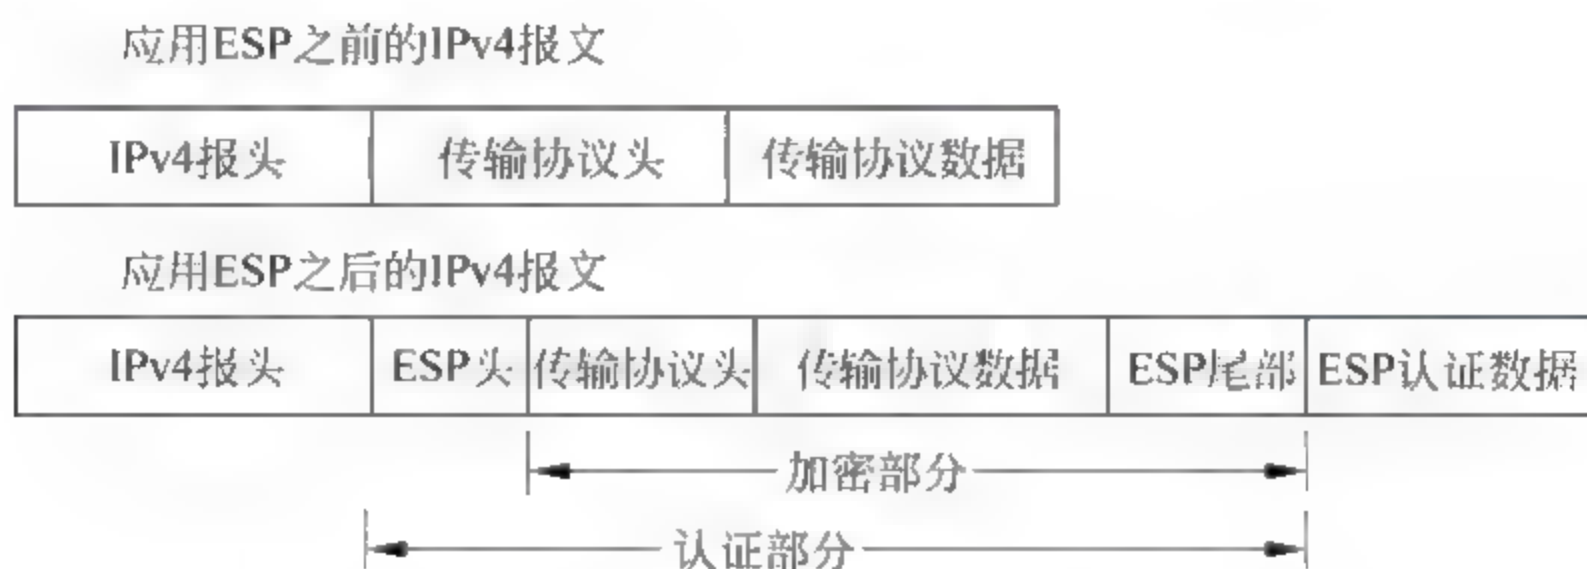 应用ESP之前的IPv4报文
IPv4报头 传输协议头 传输协议数据
应用ESP之后的IPv4报文
IPv4报头 ESP头 传输协议头 传输协议数据 ESP尾部 ESP认证数据
加密部分
认证部分